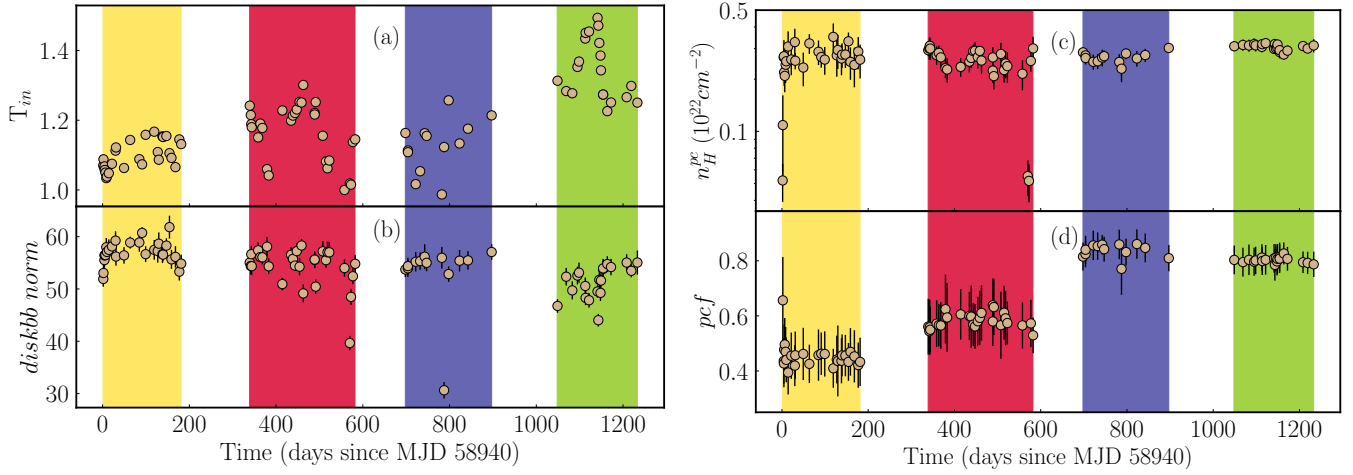 T_in
1.4
1.2
1.0
(a)
diskbb norm
60
50
40
30
(b)
0 200 400 600 800 1000 1200
Time (days since MJD 58940)
n_H^pc (10^22 cm^−2)
0.5
0.1
(c)
pcf
0.8
0.6
0.4
(d)
0 200 400 600 800 1000 1200
Time (days since MJD 58940)